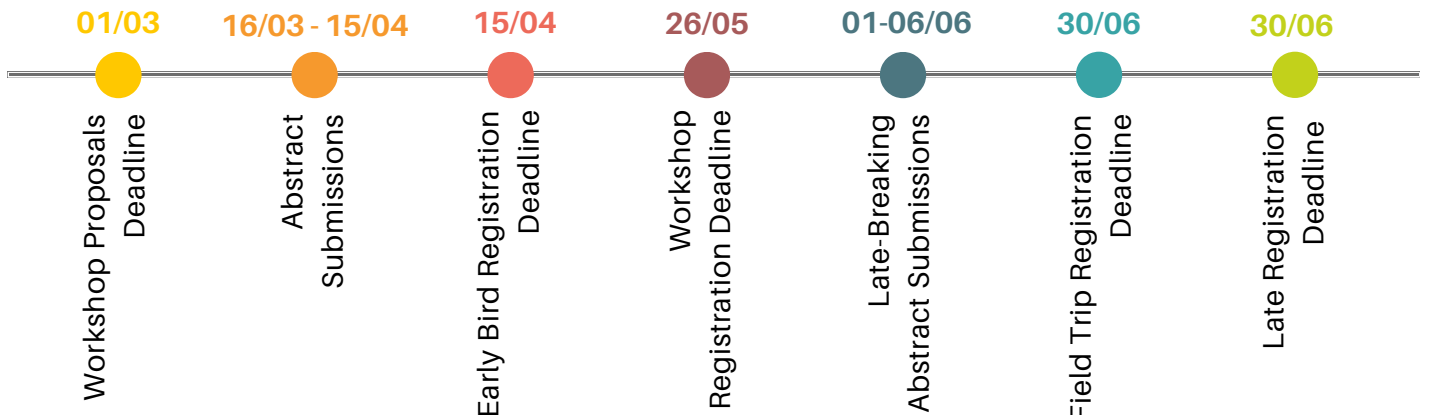 01/03
Workshop Proposals
Deadline
16/03 - 15/04
Abstract
Submissions
15/04
Early Bird Registration
Deadline
26/05
Workshop
Registration Deadline
01-06/06
Late-Breaking
Abstract Submissions
30/06
Field Trip Registration
Deadline
30/06
Late Registration
Deadline